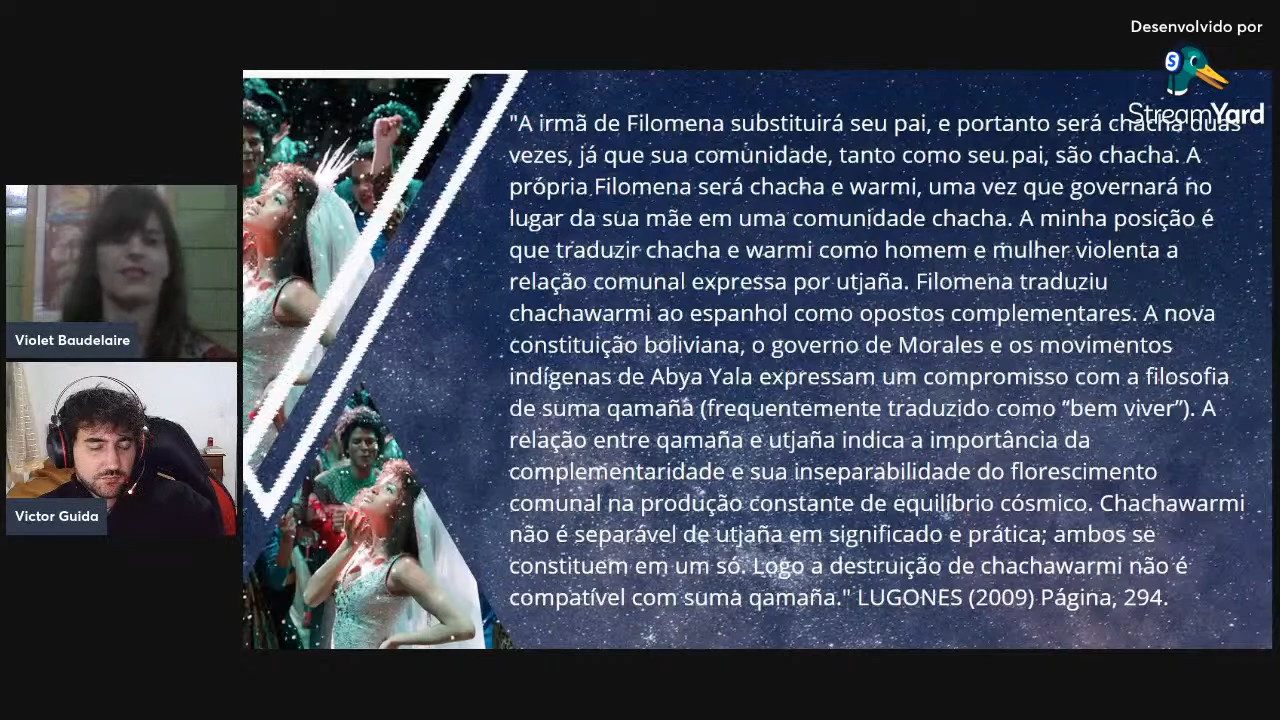 Desenvolvido por
StreamYard
"A irmã de Filomena substituirá seu pai, e portanto será chacha duas
vezes, já que sua comunidade, tanto como seu pai, são chacha. A
própria Filomena será chacha e warmi, uma vez que governará no
lugar da sua mãe em uma comunidade chacha. A minha posição é
que traduzir chacha e warmi como homem e mulher violenta a
relação comunal expressa por utjaña. Filomena traduziu
chachawarmi ao espanhol como opostos complementares. A nova
constituição boliviana, o governo de Morales e os movimentos
indígenas de Abya Yala expressam um compromisso com a filosofia
de suma qamaña (frequentemente traduzido como “bem viver”). A
relação entre qamaña e utjaña indica a importância da
complementaridade e sua inseparabilidade do florescimento
comunal na produção constante de equilíbrio cósmico. Chachawarmi
não é separável de utjaña em significado e prática; ambos se
constituem em um só. Logo a destruição de chachawarmi não é
compatível com suma qamaña." LUGONES (2009) Página, 294.
Violet Baudelaire
Victor Guida